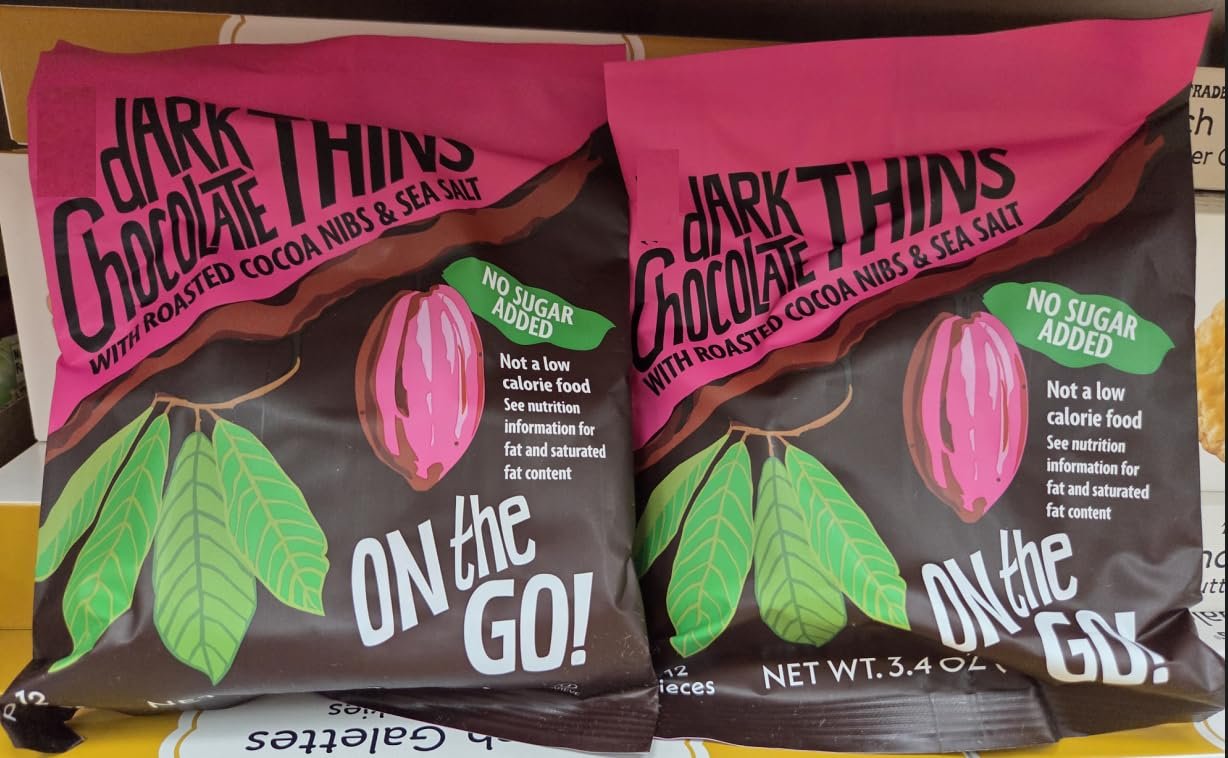 dARK
CHOCOLATE THINS
WITH ROASTED COCOA NIBS & SEA SALT
NO SUGAR
ADDED
Not a low
calorie food
See nutrition
information for
fat and saturated
fat content
ON the
GO!
12
dARK
CHOCOLATE THINS
WITH ROASTED COCOA NIBS & SEA SALT
NO SUGAR
ADDED
Not a low
calorie food
See nutrition
information for
fat and saturated
fat content
ON the
GO!
12
ieces
NET WT. 3.4 OZ
Galettes